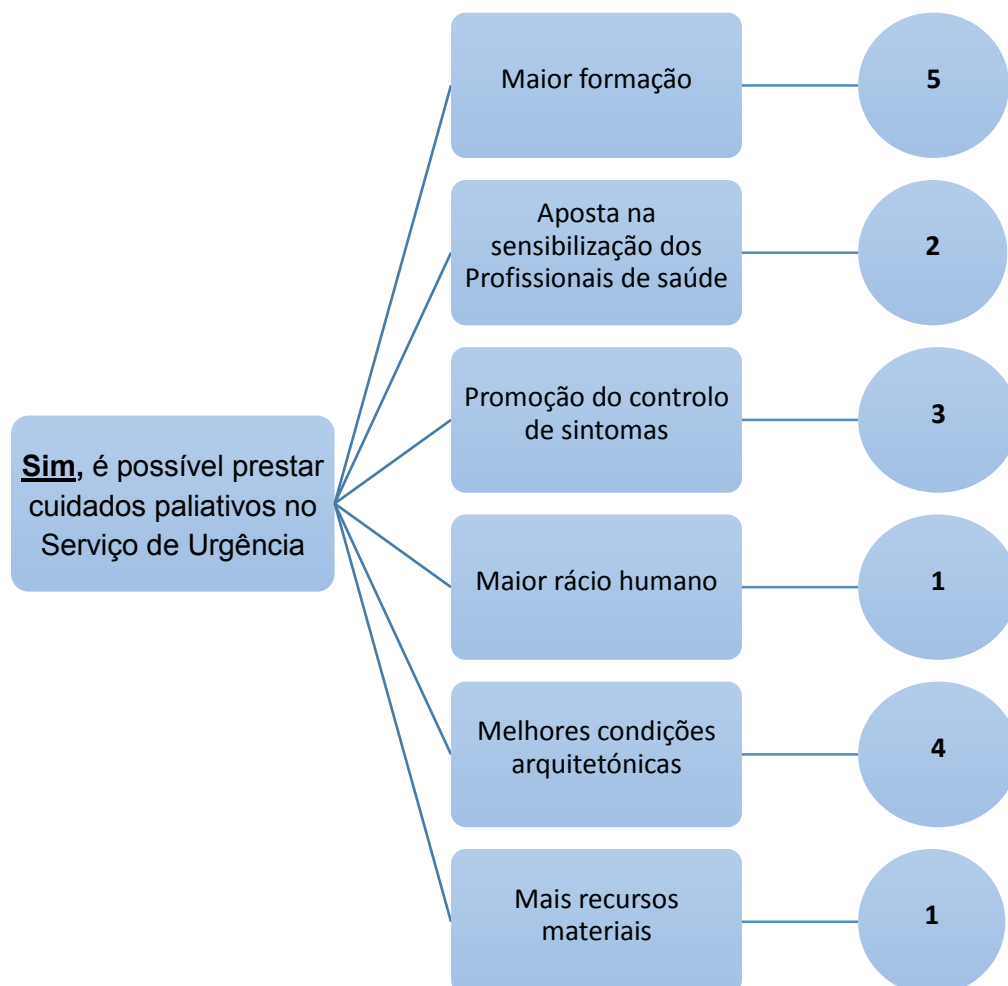 Maior formação
5
Aposta na
sensibilização dos
Profissionais de saúde
2
Promoção do controlo
de sintomas
3
Sim, é possível prestar
cuidados paliativos no
Serviço de Urgência
Maior rácio humano
1
Melhores condições
arquitetónicas
4
Mais recursos
materiais
1